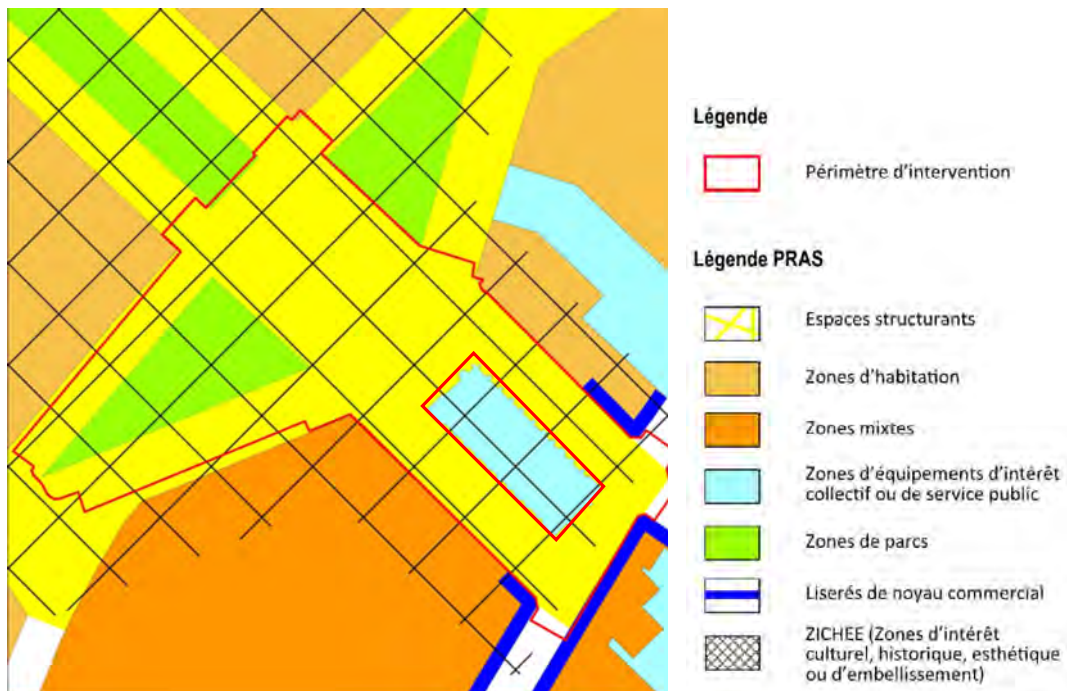 Légende
Périmètre d'intervention
Légende PRAS
Espaces structurants
Zones d'habitation
Zones mixtes
Zones d'équipements d'intérêt
collectif ou de service public
Zones de parcs
Liserés de noyau commercial
ZICHEE (Zones d'intérêt
culturel, historique, esthétique
ou d'embellissement)